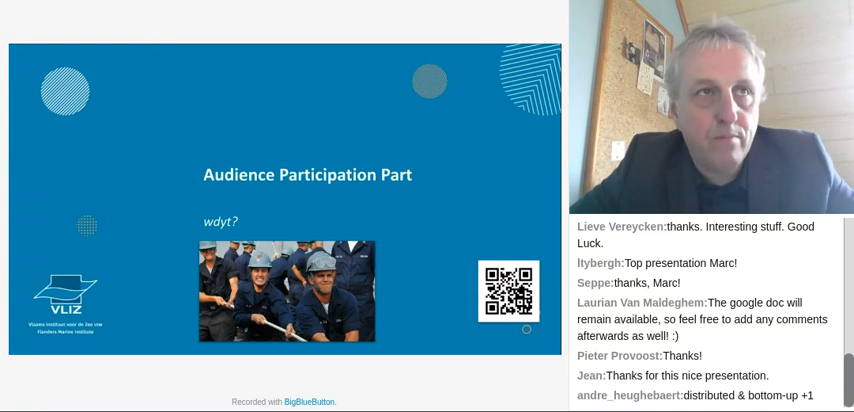 Audience Participation Part
wdyt?
VLIZ
Vlaams Instituut voor de Zee vzw
Flanders Marine Institute
Recorded with BigBlueButton.
Lieve Vereycken:thanks. Interesting stuff. Good
Luck.
ltybergh:Top presentation Marc!
Seppe:thanks, Marc!
Laurian Van Maldeghem:The google doc will
remain available, so feel free to add any comments
afterwards as well! :)
Pieter Provoost:Thanks!
Jean:Thanks for this nice presentation.
andre_heughebaert:distributed & bottom-up +1